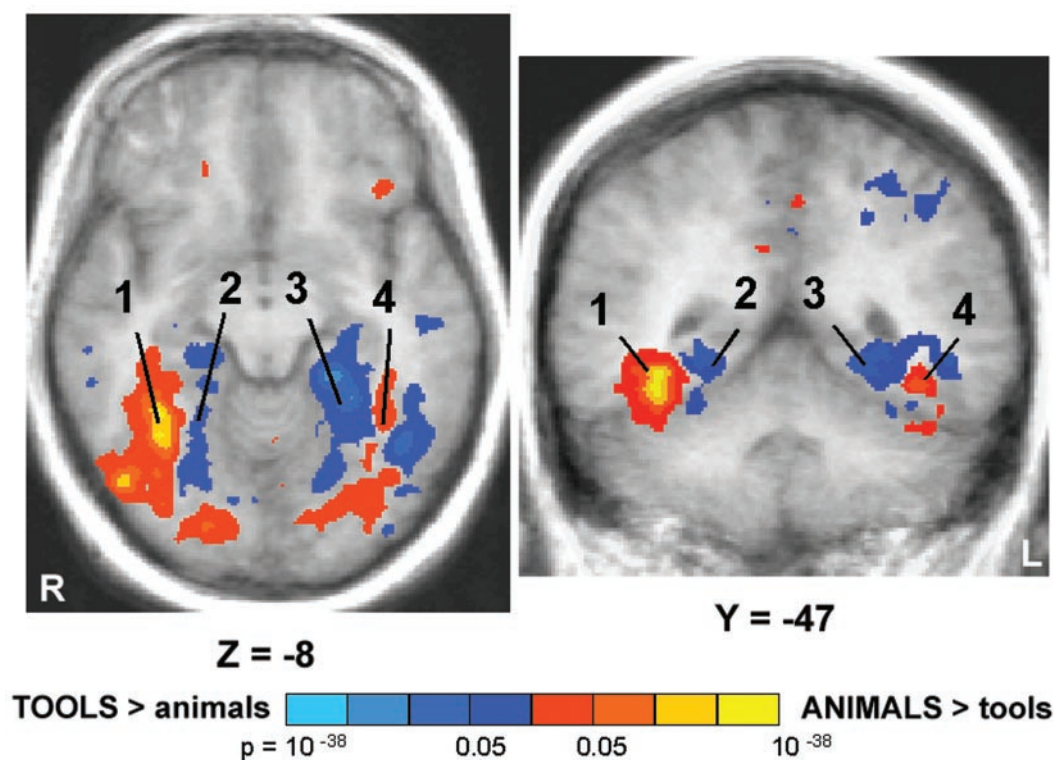 1 2 3 4
1 2 3 4
R
L
Z = -8
Y = -47
TOOLS > animals
ANIMALS > tools
p = 10 -38 0.05 0.05 10 -38